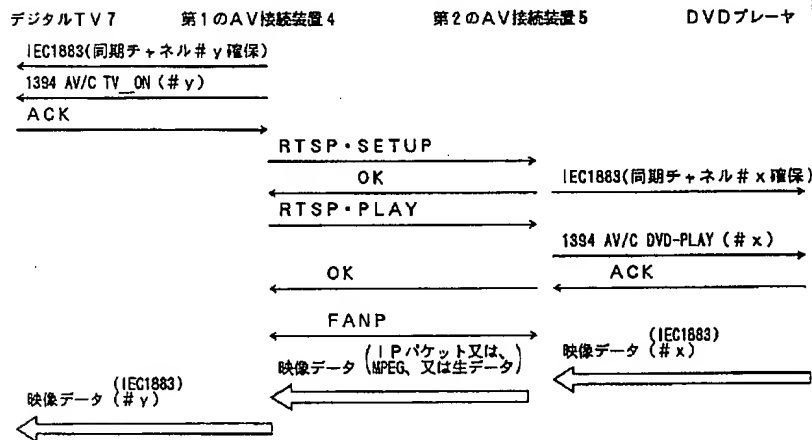 デジタルTV7 第1のAV接続装置4 第2のAV接続装置5 DVDプレーヤ
IEC1883(同期チャネル#y確保)
1394 AV/C TV_ON (#y)
ACK
RTSP・SETUP
OK
IEC1883(同期チャネル#x確保)
RTSP・PLAY
1394 AV/C DVD-PLAY (#x)
OK
ACK
FANP
映像データ (IPパケット又は、
MPEG、又は生データ)
(IEC1883)
映像データ (#x)
(IEC1883)
映像データ (#y)